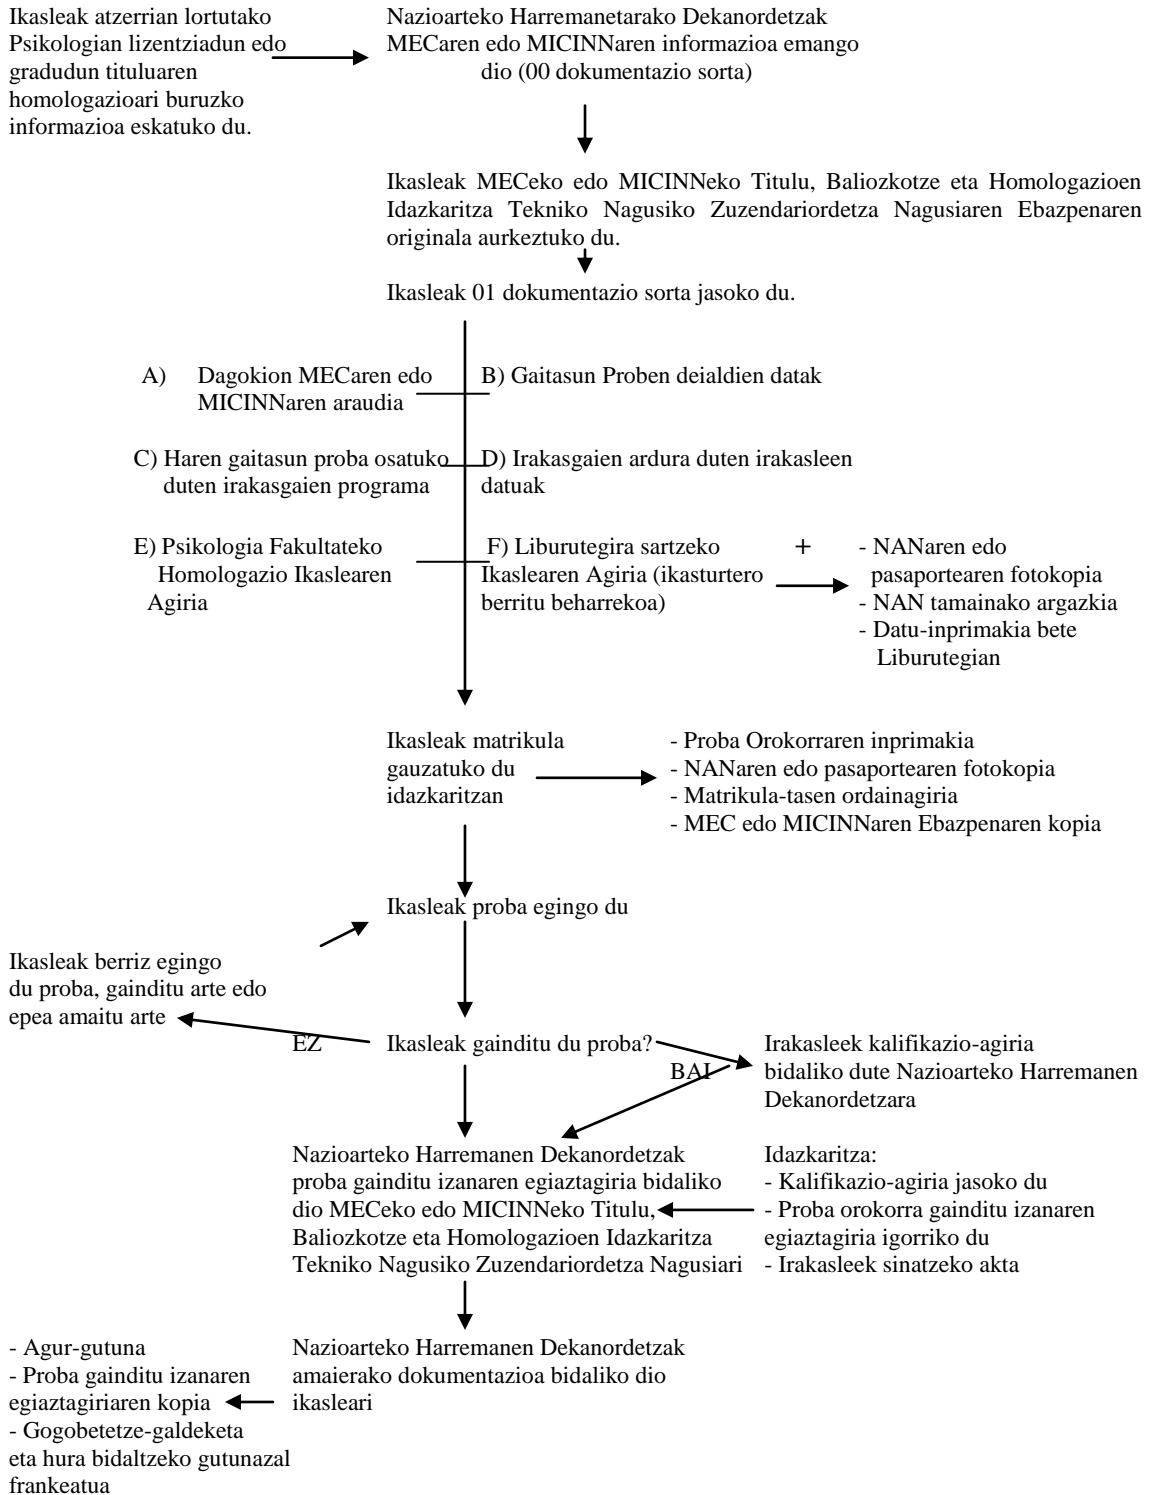 Ikasleak atzerrian lortutako
Psikologian lizentziadun edo
gradudun tituluaren
homologazioari buruzko
informazioa eskatuko du.
Nazioarteko Harremanetarako Dekanordetzak
MECaren edo MICINNaren informazioa emango
dio (00 dokumentazio sorta)
Ikasleak MECeko edo MICINNeko Titulu, Baliozkotze eta Homologazioen
Idazkaritza Tekniko Nagusiko Zuzendariordetza Nagusiaren Ebazpenaren
originala aurkeztuko du.
Ikasleak 01 dokumentazio sorta jasoko du.
A) Dagokion MECaren edo
MICINNaren araudia
B) Gaitasun Proben deialdien datak
C) Haren gaitasun proba osatuko
duten irakasgaien programa
D) Irakasgaien ardura duten irakasleen
datuak
E) Psikologia Fakultateko
Homologazio Ikaslearen
Agiria
F) Liburutegira sartzeko
Ikaslearen Agiria (ikasturtero
berritu beharrekoa)
+
- NANaren edo
pasaportearen fotokopia
- NAN tamainako argazkia
- Datu-inprimakia bete
Liburutegian
Ikasleak matrikula
gauzatuko du
idazkaritzan
- Proba Orokorraren inprimakia
- NANaren edo pasaportearen fotokopia
- Matrikula-tasen ordainagiria
- MEC edo MICINNaren Ebazpenaren kopia
Ikasleak proba egingo du
Ikasleak berriz egingo
du proba, gainditu arte edo
epea amaitu arte
EZ
Ikasleak gainditu du proba?
BAI
Irakasleek kalifikazio-agiria
bidaliko dute Nazioarteko Harremanen
Dekanordetzara
Nazioarteko Harremanen Dekanordetzak
proba gainditu izanaren egiaztagiria bidaliko
dio MECeko edo MICINNeko Titulu,
Baliozkotze eta Homologazioen Idazkaritza
Tekniko Nagusiko Zuzendariordetza Nagusiari
Idazkaritza:
- Kalifikazio-agiria jasoko du
- Proba orokorra gainditu izanaren
egiaztagiria igorriko du
- Irakasleek sinatzeko akta
Nazioarteko Harremanen Dekanordetzak
amaierako dokumentazioa bidaliko dio
ikasleari
- Agur-gutuna
- Proba gainditu izanaren
egiaztagiriaren kopia
- Gogobetetze-galdeketa
eta hura bidaltzeko gutunazal
frankeatua